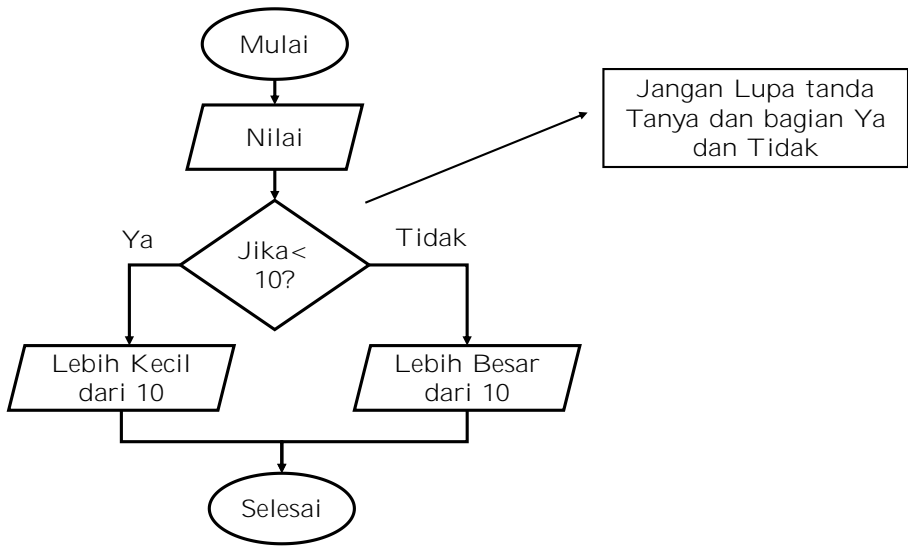 Mulai
Jangan Lupa tanda
Tanya dan bagian Ya
dan Tidak
Nilai
Ya
Tidak
Jika<
10?
Lebih Kecil
dari 10
Lebih Besar
dari 10
Selesai